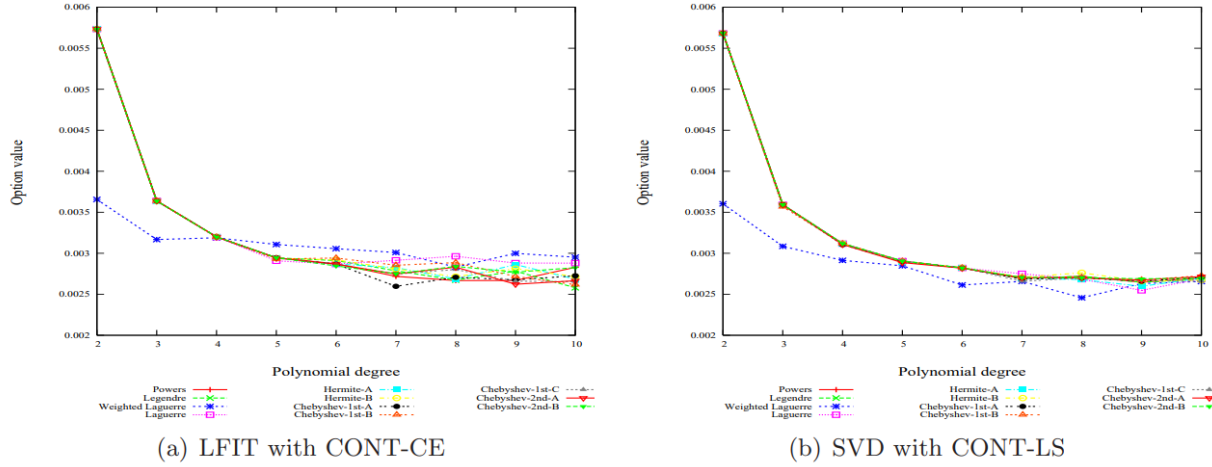 0.006
0.0055
0.005
0.0045
0.004
0.0035
0.003
0.0025
0.002
Option value
2 3 4 5 6 7 8 9 10
Polynomial degree
Powers
Legendre
Weighted Laguerre
Laguerre
Hermite-A
Hermite-B
Chebyshev-1st-A
Chebyshev-1st-B
Chebyshev-1st-C
Chebyshev-2nd-A
Chebyshev-2nd-B
(a) LFIT with CONT-CE
0.006
0.0055
0.005
0.0045
0.004
0.0035
0.003
0.0025
0.002
Option value
2 3 4 5 6 7 8 9 10
Polynomial degree
Powers
Legendre
Weighted Laguerre
Laguerre
Hermite-A
Hermite-B
Chebyshev-1st-A
Chebyshev-1st-B
Chebyshev-1st-C
Chebyshev-2nd-A
Chebyshev-2nd-B
(b) SVD with CONT-LS